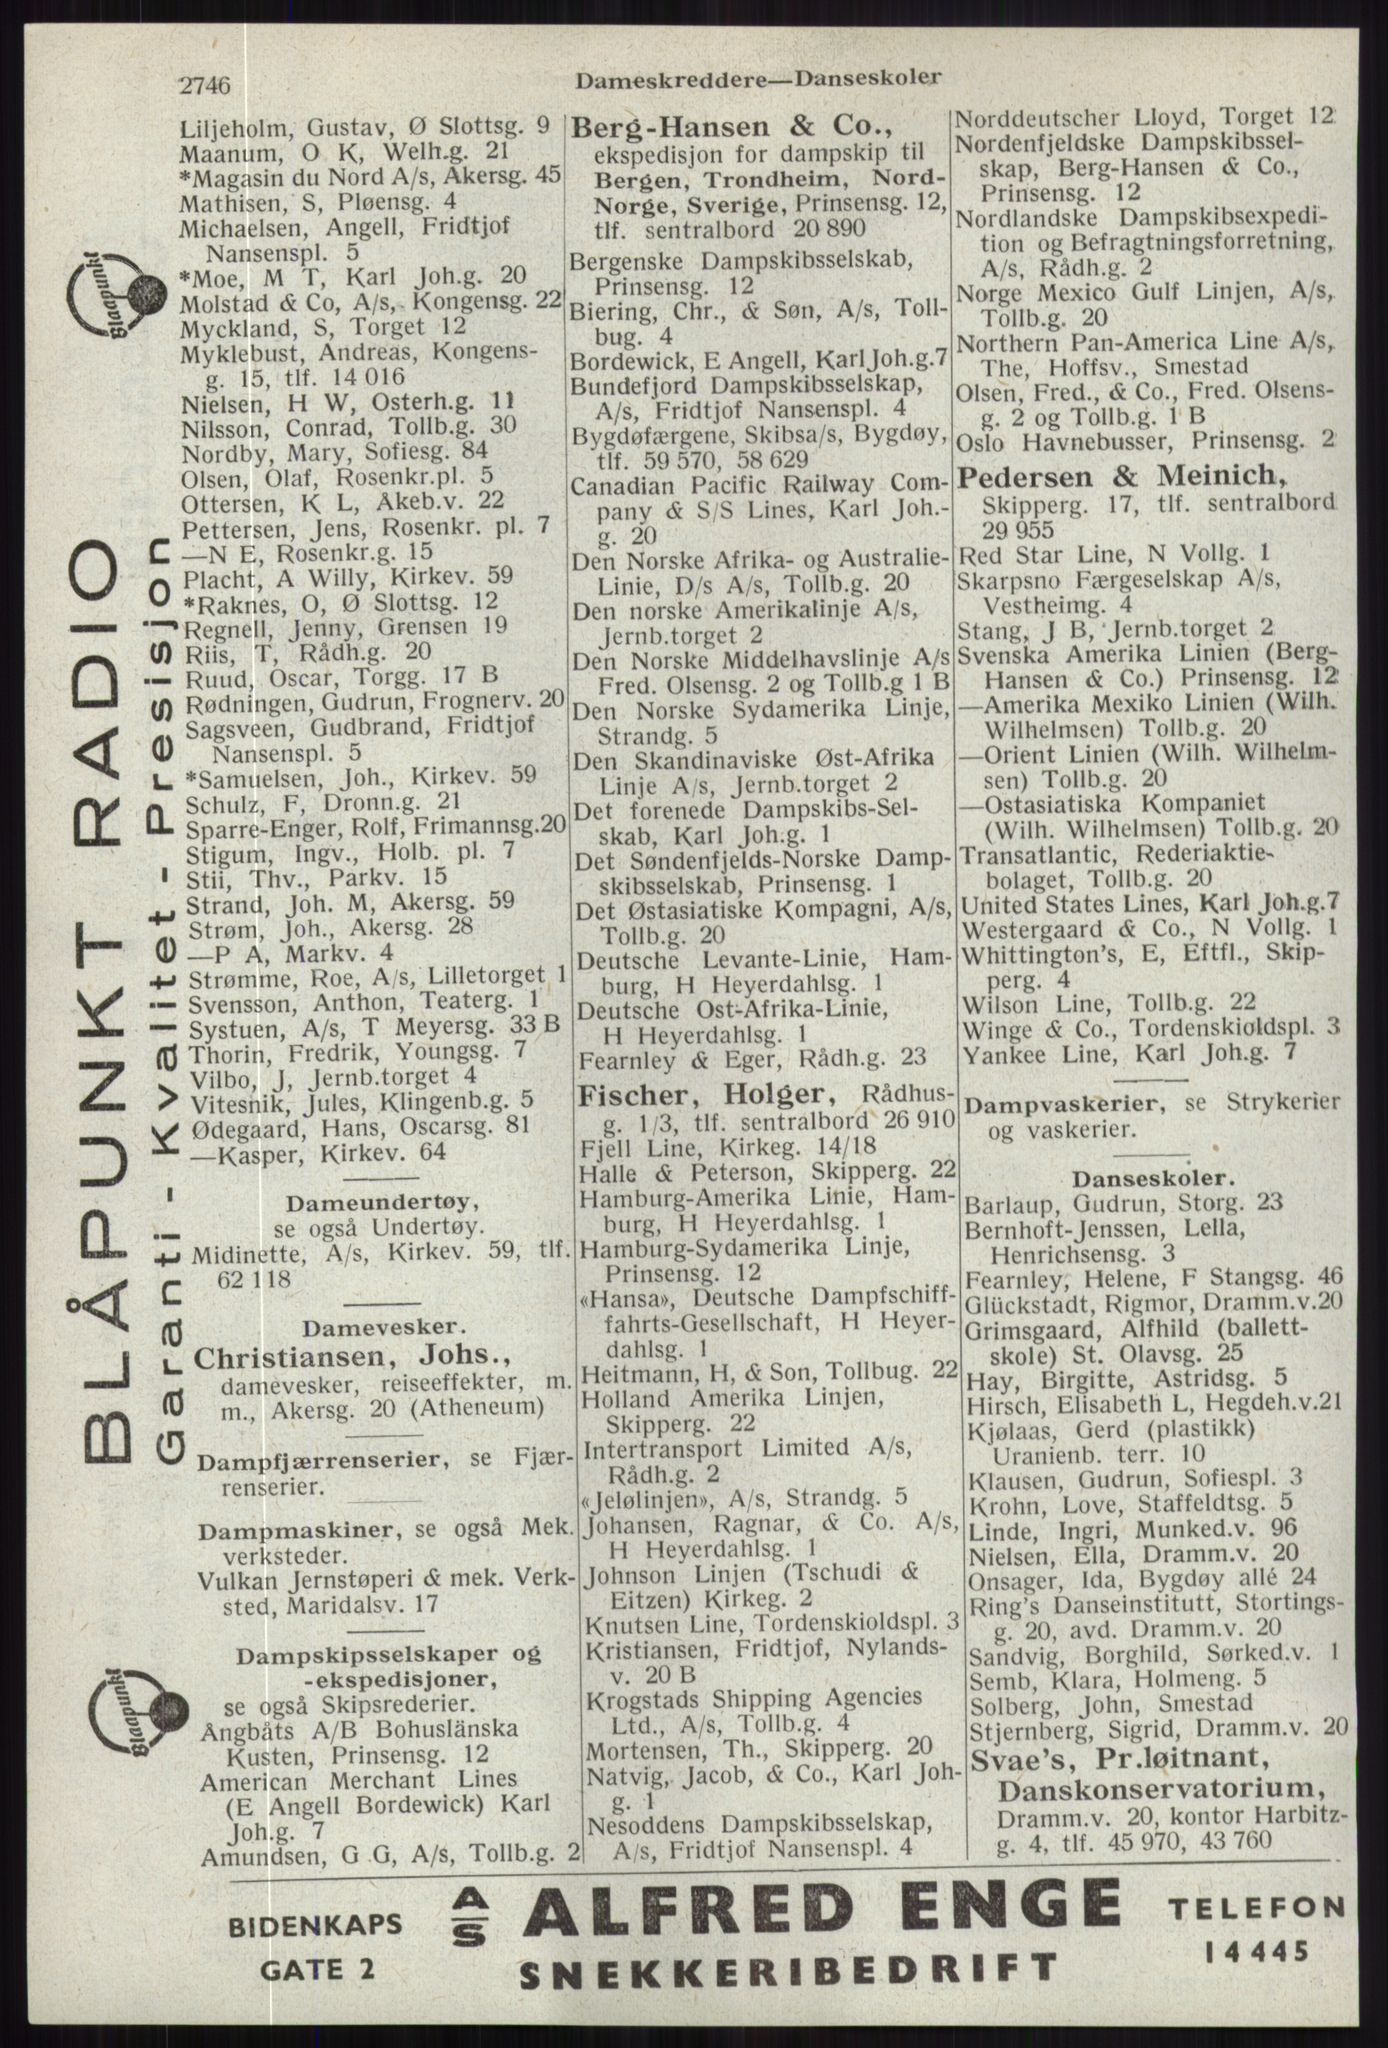 2746
Dameskreddere—Danseskoler
Liljeholm, Gustav, Ø Slottsg. 9
Maanum, O K, Welh.g. 21
*Magasin du Nord A/s, Akersg. 45
Mathisen, S, Pløensg. 4
Michaelsen, Angell, Fridtjof
Nansenspl. 5
*Moe, M T, Karl Joh.g. 20
Molstad & Co, A/s, Kongensg. 22
Myckland, S, Torget 12
Myklebust, Andreas, Kongens-
g. 15, tlf. 14 016
Nielsen, H W, Osterh.g. 11
Nilsson, Conrad, Tollb.g. 30
Nordby, Mary, Sofiesg. 84
Olsen, Olaf, Rosenkr.pl. 5
Ottersen, K L, Åkeb.v. 22
Pettersen, Jens, Rosenkr. pl. 7
—N E, Rosenkr.g. 15
Placht, A Willy, Kirkev. 59
*Raknes, O, Ø Slottsg. 12
Regnell, Jenny, Grensen 19
Riis, T, Rådh.g. 20
Ruud, Oscar, Torgg. 17 B
Rødningen, Gudrun, Frognerv. 20
Sagsveen, Gudbrand, Fridtjof
Nansenspl. 5
*Samuelsen, Joh., Kirkev. 59
Schulz, F, Dronn.g. 21
Sparre-Enger, Rolf, Frimannsg.20
Stigum, Ingv., Holb. pl. 7
Stii, Thv., Parkv. 15
Strand, Joh. M, Akersg. 59
Strøm, Joh., Akersg. 28
—P A, Markv. 4
Strømme, Roe, A/s, Lilletorget 1
Svensson, Anthon, Teaterg. 1
Systuen, A/s, T Meyersg. 33 B
Thorin, Fredrik, Youngsg. 7
Vilbo, J, Jernb.torget 4
Vitesnik, Jules, Klingenb.g. 5
Ødegaard, Hans, Oscarsg. 81
—Kasper, Kirkev. 64
Dameundertøy,
se også Undertøy.
Midinette, A/s, Kirkev. 59, tlf.
62 118
Damevesker.
Christiansen, Johs.,
damevesker, reiseeffekter, m.
m., Akersg. 20 (Atheneum)
Dampfjærrenserier, se Fjær-
renserier.
Dampmaskiner, se også Mek.
verksteder.
Vulkan Jernstøperi & mek. Verk-
sted, Maridalsv. 17
Dampskipsselskaper og
-ekspedisjoner,
se også Skipsrederier.
Ångbåts A/B Bohuslänska
Kusten, Prinsensg. 12
American Merchant Lines
(E Angell Bordewick) Karl
Joh.g. 7
Amundsen, G G, A/s, Tollb.g. 2
Berg-Hansen & Co.,
ekspedisjon for dampskip til
Bergen, Trondheim, Nord-
Norge, Sverige, Prinsensg. 12,
tlf. sentralbord 20 890
Bergenske Dampskibsselskab,
Prinsensg. 12
Biering, Chr., & Søn, A/s, Toll-
bug. 4
Bordewick, E Angell, Karl Joh.g.7
Bundefjord Dampskibsselskap,
A/s, Fridtjof Nansenspl. 4
Bygdøfærgene, Skibsa/s, Bygdøy,
tlf. 59 570, 58 629
Canadian Pacific Railway Com-
pany & S/S Lines, Karl Joh.-
g. 20
Den Norske Afrika- og Australie-
Linie, D/s A/s, Tollb.g. 20
Den norske Amerikalinje A/s,
Jernb.torget 2
Den Norske Middelhavslinje A/s
Fred. Olsensg. 2 og Tollb.g 1 B
Den Norske Sydamerika Linje,
Strandg. 5
Den Skandinaviske Øst-Afrika
Linje A/s, Jernb.torget 2
Det forenede Dampskibs-Sel-
skab, Karl Joh.g. 1
Det Søndenfjelds-Norske Damp-
skibsselskab, Prinsensg. 1
Det Østasiatiske Kompagni, A/s,
Tollb.g. 20
Deutsche Levante-Linie, Ham-
burg, H Heyerdahlsg. 1
Deutsche Ost-Afrika-Linie,
H Heyerdahlsg. 1
Fearnley & Eger, Rådh.g. 23
Fischer, Holger, Rådhus-
g. 1/3, tlf. sentralbord 26 910
Fjell Line, Kirkeg. 14/18
Halle & Peterson, Skipperg. 22
Hamburg-Amerika Linie, Ham-
burg, H Heyerdahlsg. 1
Hamburg-Sydamerika Linje,
Prinsensg. 12
«Hansa», Deutsche Dampfschiff-
fahrts-Gesellschaft, H Heyer-
dahlsg. 1
Heitmann, H, & Son, Tollbug. 22
Holland Amerika Linjen,
Skipperg. 22
Intertransport Limited A/s,
Rådh.g. 2
«Jelølinjen», A/s, Strandg. 5
Johansen, Ragnar, & Co. A/s,
H Heyerdahlsg. 1
Johnson Linjen (Tschudi &
Eitzen) Kirkeg. 2
Knutsen Line, Tordenskioldspl. 3
Kristiansen, Fridtjof, Nylands-
v. 20 B
Krogstads Shipping Agencies
Ltd., A/s, Tollb.g. 4
Mortensen, Th., Skipperg. 20
Natvig, Jacob, & Co., Karl Joh-
g. 1
Nesoddens Dampskibsselskap,
A/s, Fridtjof Nansenspl. 4
Norddeutscher Lloyd, Torget 12
Nordenfjeldske Dampskibssel-
skap, Berg-Hansen & Co.,
Prinsensg. 12
Nordlandske Dampskibsexpedi-
tion og Befragtningsforretning,
A/s, Rådh.g. 2
Norge Mexico Gulf Linjen, A/s,
Tollb.g. 20
Northern Pan-America Line A/s,
The, Hoffsv., Smestad
Olsen, Fred., & Co., Fred. Olsens-
g. 2 og Tollb.g. 1 B
Oslo Havnebusser, Prinsensg. 2
Pedersen & Meinich,
Skipperg. 17, tlf. sentralbord
29 955
Red Star Line, N Vollg. 1
Skarpsno Færgeselskap A/s,
Vestheimg. 4
Stang, J B, Jernb.torget 2
Svenska Amerika Linien (Berg-
Hansen & Co.) Prinsensg. 12
—Amerika Mexiko Linien (Wilh.
Wilhelmsen) Tollb.g. 20
—Orient Linien (Wilh. Wilhelm-
sen) Tollb.g. 20
—Ostasiatiska Kompaniet
(Wilh. Wilhelmsen) Tollb.g. 20
Transatlantic, Rederiaktie-
bolaget, Tollb.g. 20
United States Lines, Karl Joh.g.7
Westergaard & Co., N Vollg. 1
Whittington's, E, Eftfl., Skip-
perg. 4
Wilson Line, Tollb.g. 22
Winge & Co., Tordenskioldspl. 3
Yankee Line, Karl Joh.g. 7
Dampvaskerier, se Strykerier
og vaskerier.
Danseskoler.
Barlaup, Gudrun, Storg. 23
Bernhoft-Jenssen, Lella,
Henrichsensg. 3
Fearnley, Helene, F Stangsg. 46
Glückstadt, Rigmor, Dramm.v.20
Grimsgaard, Alfhild (ballett-
skole) St. Olavsg. 25
Hay, Birgitte, Astridsg. 5
Hirsch, Elisabeth L, Hegdeh.v.21
Kjølaas, Gerd (plastikk)
Uranienb. terr. 10
Klausen, Gudrun, Sofiespl. 3
Krohn, Love, Staffeldtsg. 5
Linde, Ingri, Munked.v. 96
Nielsen, Ella, Dramm.v. 20
Onsager, Ida, Bygdøy allé 24
Ring's Danseinstitutt, Stortings-
g. 20, avd. Dramm.v. 20
Sandvig, Borghild, Sørked.v. 1
Semb, Klara, Holmeng. 5
Solberg, John, Smestad
Stjernberg, Sigrid, Dramm.v. 20
Svae's, Pr.løitnant,
Danskonservatorium,
Dramm.v. 20, kontor Harbitz-
g. 4, tlf. 45 970, 43 760
Blaapunkt
BLÅPUNKT RADIO
Garanti - Kvalitet - Presisjon
Blaapunkt
BIDENKAPS
GATE 2
A/S ALFRED ENGE
SNEKKERIBEDRIFT
TELEFON
14445